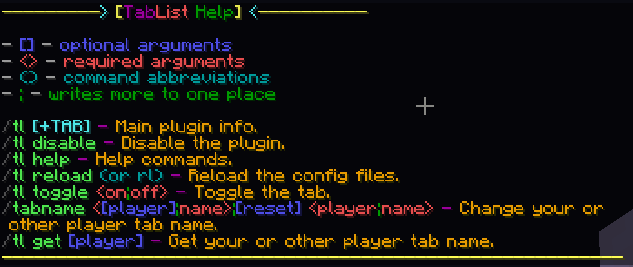 ----------> [TabList Help] <-----------
- [] - optional arguments
- <> - required arguments
- () - command abbreviations
- ; - writes more to one place
/tl [+TAB] - Main plugin info.
/tl disable - Disable the plugin.
/tl help - Help commands.
/tl reload (or rl) - Reload the config files.
/tl toggle <on;off> - Toggle the tab.
/tabname <[player];name>;[reset] <player;name> - Change your or
other player tab name.
/tl get [player] - Get your or other player tab name.